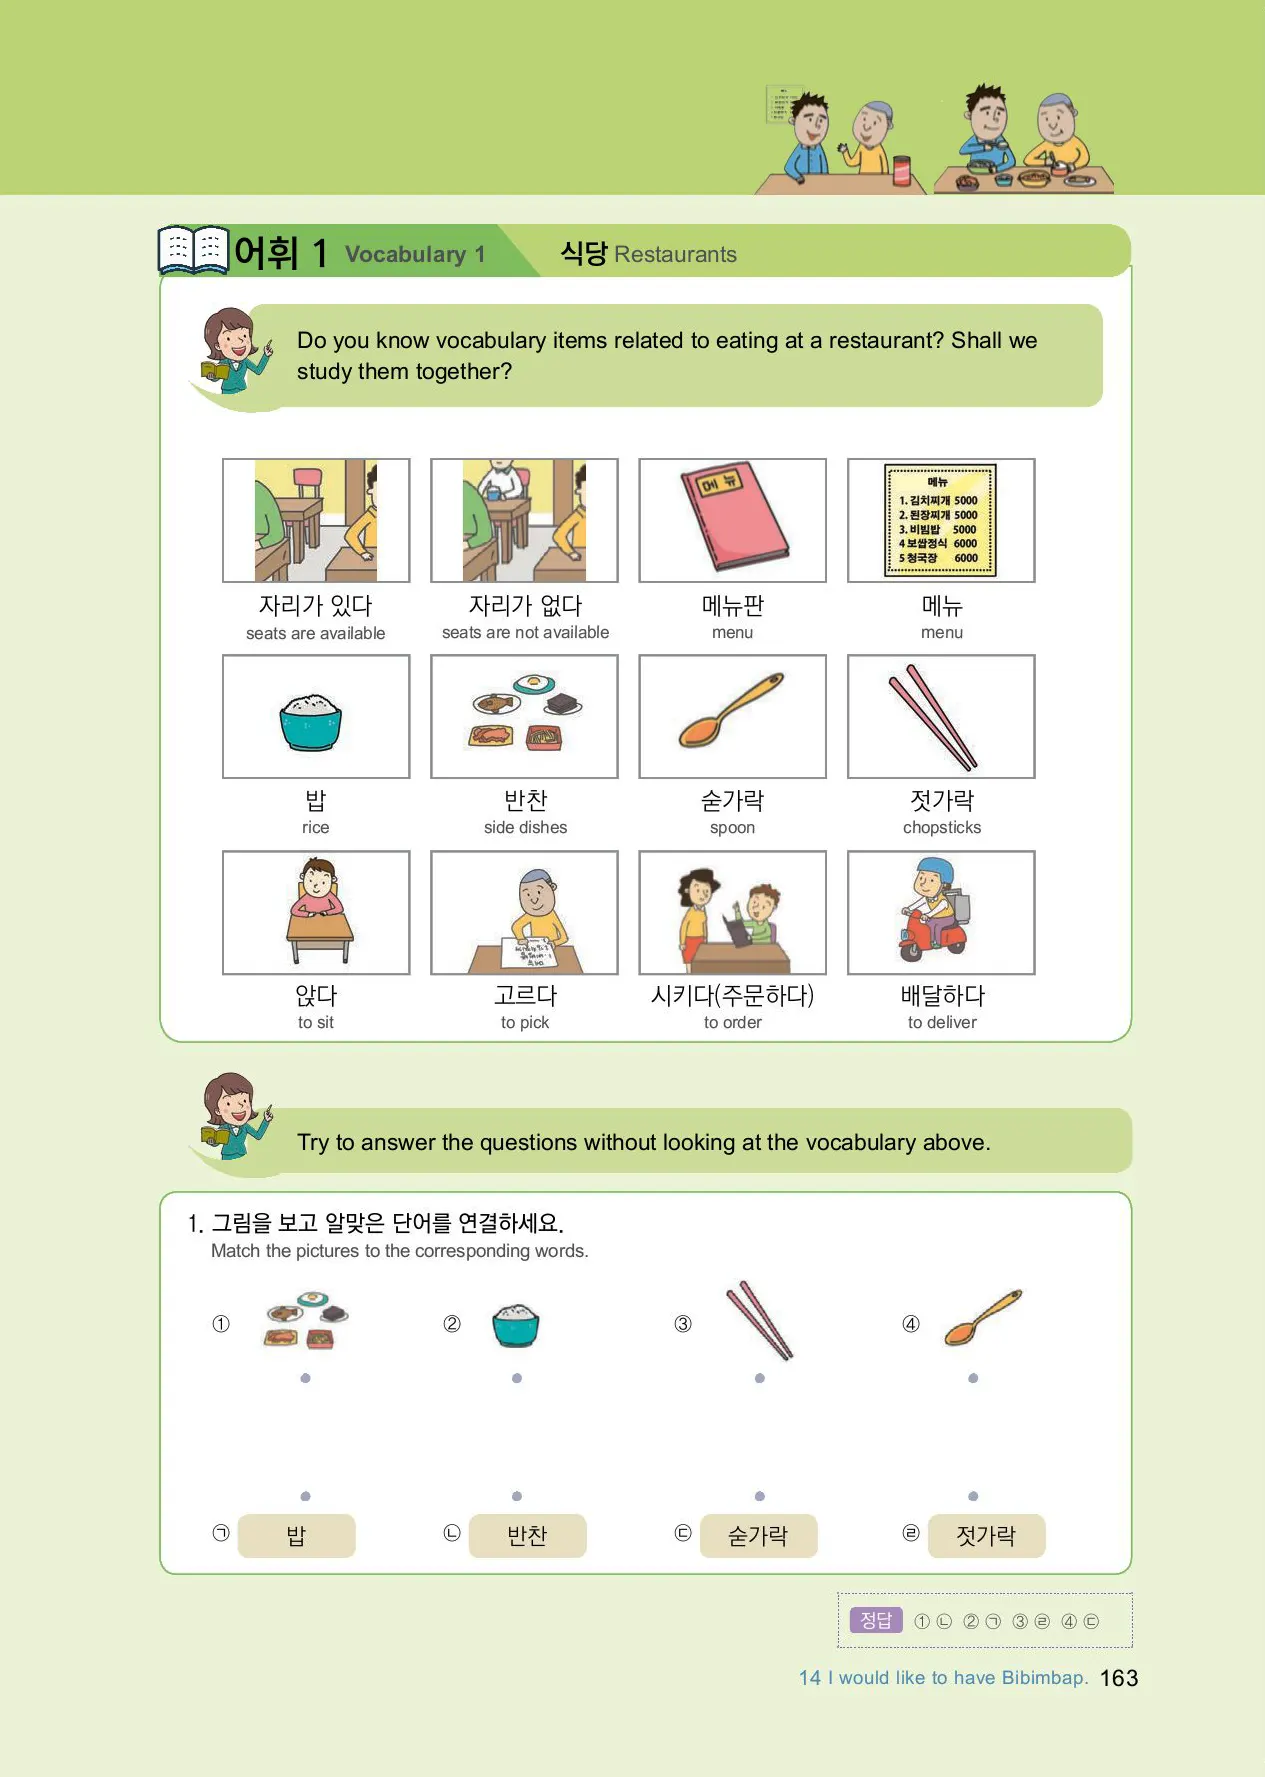 어휘 1 Vocabulary 1 식당 Restaurants
Do you know vocabulary items related to eating at a restaurant? Shall we
study them together?
메뉴
메뉴
1. 김치찌개 5000
2. 된장찌개 5000
3. 비빔밥 5000
4 보쌈정식 6000
5 청국장 6000
자리가 있다 자리가 없다 메뉴판 메뉴
seats are available seats are not available menu menu
밥 반찬 숟가락 젓가락
rice side dishes spoon chopsticks
앉다 고르다 시키다(주문하다) 배달하다
to sit to pick to order to deliver
Try to answer the questions without looking at the vocabulary above.
1. 그림을 보고 알맞은 단어를 연결하세요.
Match the pictures to the corresponding words.
① ② ③ ④
㉠ 밥 ㉡ 반찬 ㉢ 숟가락 ㉣ 젓가락
정답 ① ㉡ ② ㉠ ③ ㉣ ④ ㉢
14 I would like to have Bibimbap. 163